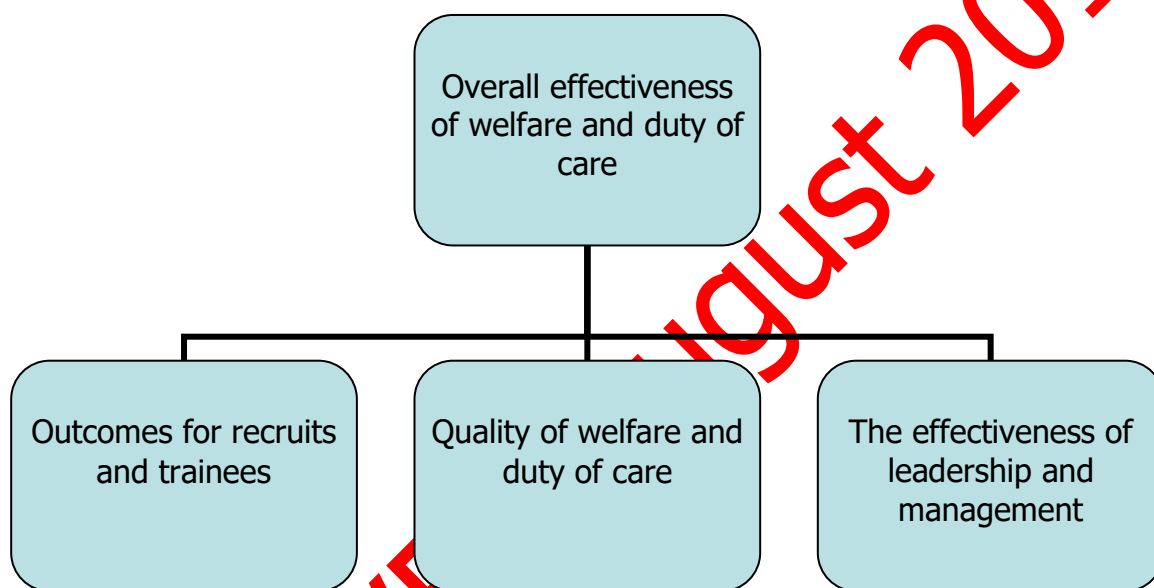 Overall effectiveness
of welfare and duty of
care
Outcomes for recruits
and trainees
Quality of welfare and
duty of care
The effectiveness of
leadership and
management